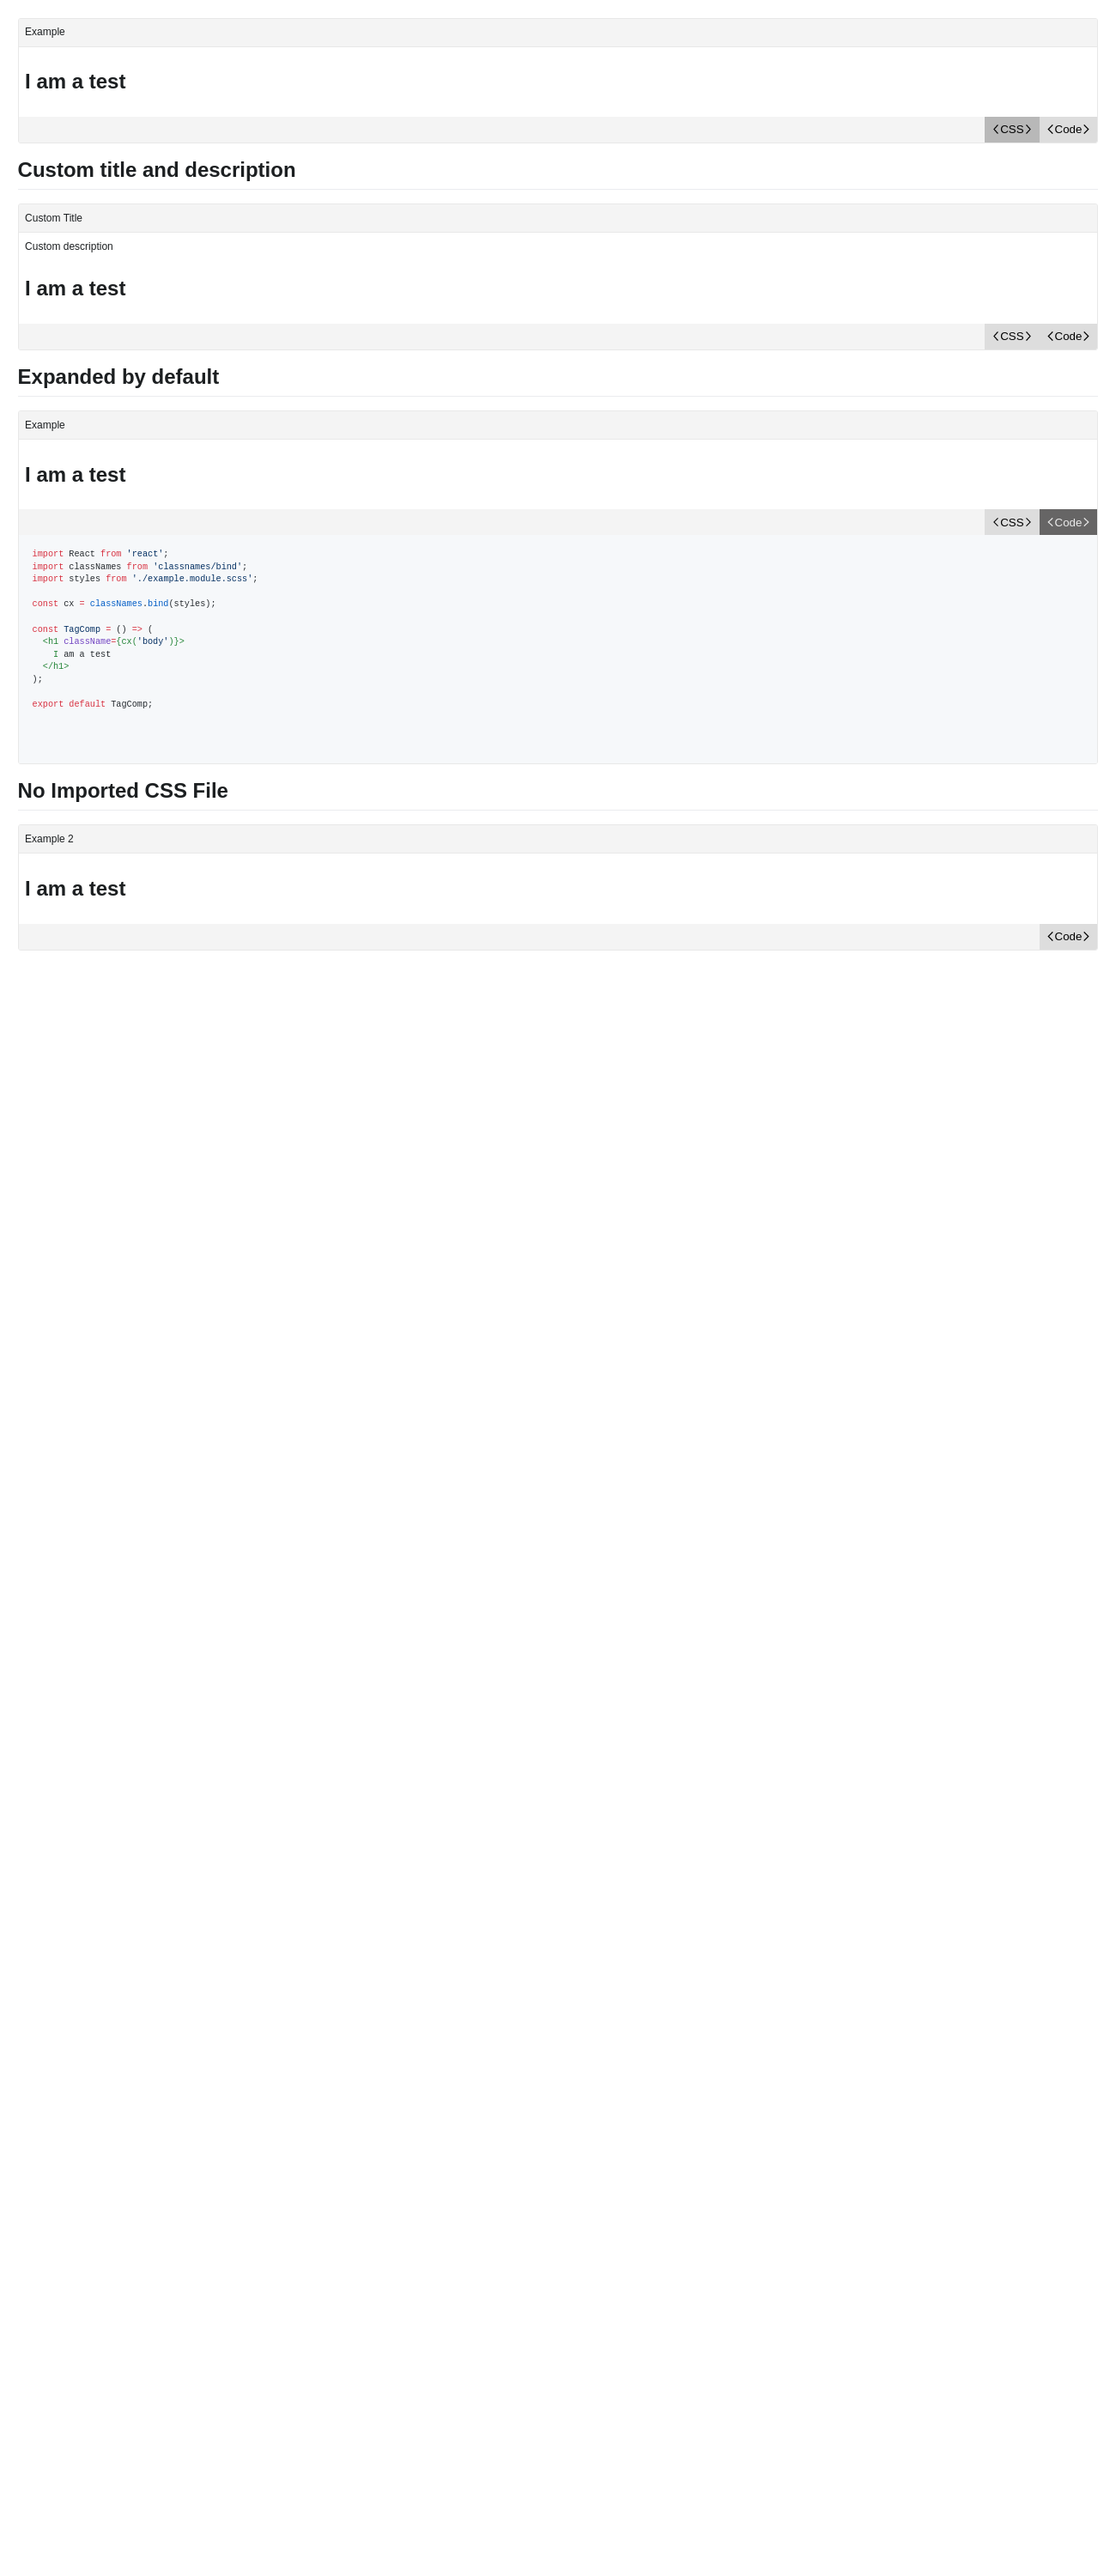 Example
I am a test
<CSS> <Code>
Custom title and description
Custom Title
Custom description
I am a test
<CSS> <Code>
Expanded by default
Example
I am a test
<CSS> <Code>
import React from 'react';
import classNames from 'classnames/bind';
import styles from './example.module.scss';
const cx = classNames.bind(styles);
const TagComp = () => (
  <h1 className={cx('body')}>
    I am a test
  </h1>
);
export default TagComp;
No Imported CSS File
Example 2
I am a test
<Code>